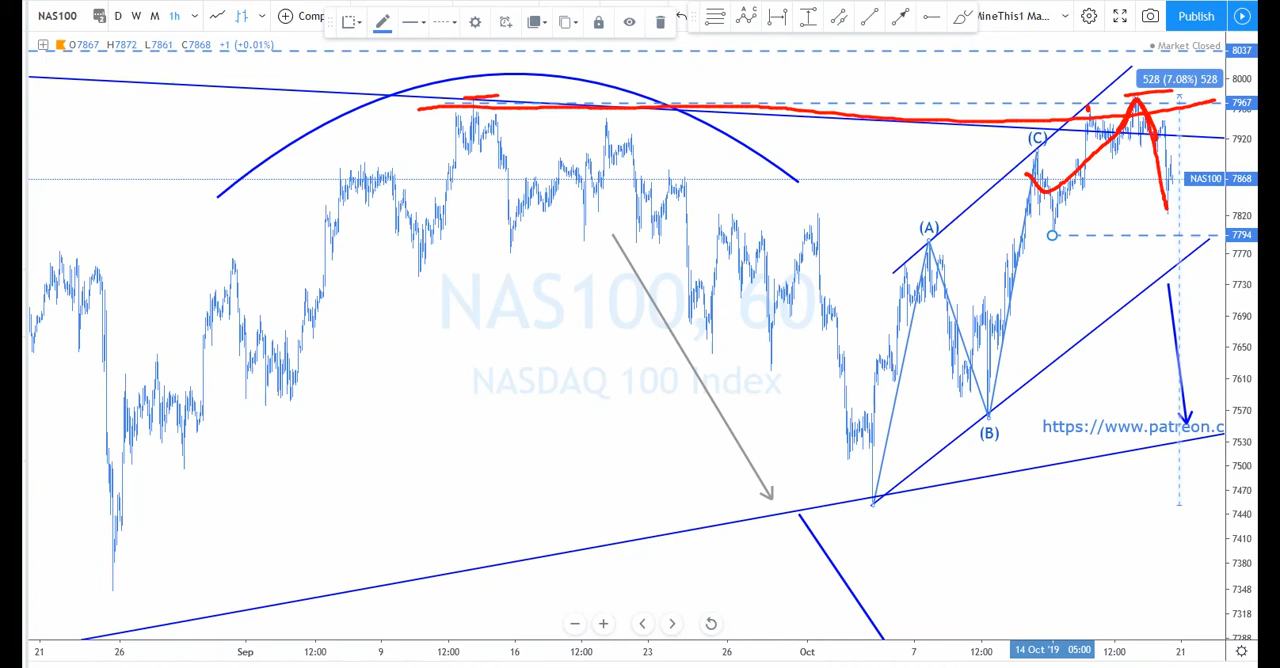 NAS100 D W M 1h Comp MineThis1 Ma... Publish
O7867 H7872 L7861 C7868 +1 (+0.01%)
Market Closed
8037
8000
528 (7.08%) 528
7967
7920
(C)
NAS100 7868
7820
(A)
7794
7770
7730
NAS100, 60
7690
7650
NASDAQ 100 Index
7610
7570
https://www.patreon.c
(B)
7530
7500
7470
7440
7410
7380
7348
7318
7288
21 26 Sep 12:00 9 12:00 16 12:00 23 26 Oct 7 12:00 14 Oct '19 05:00 12:00 21